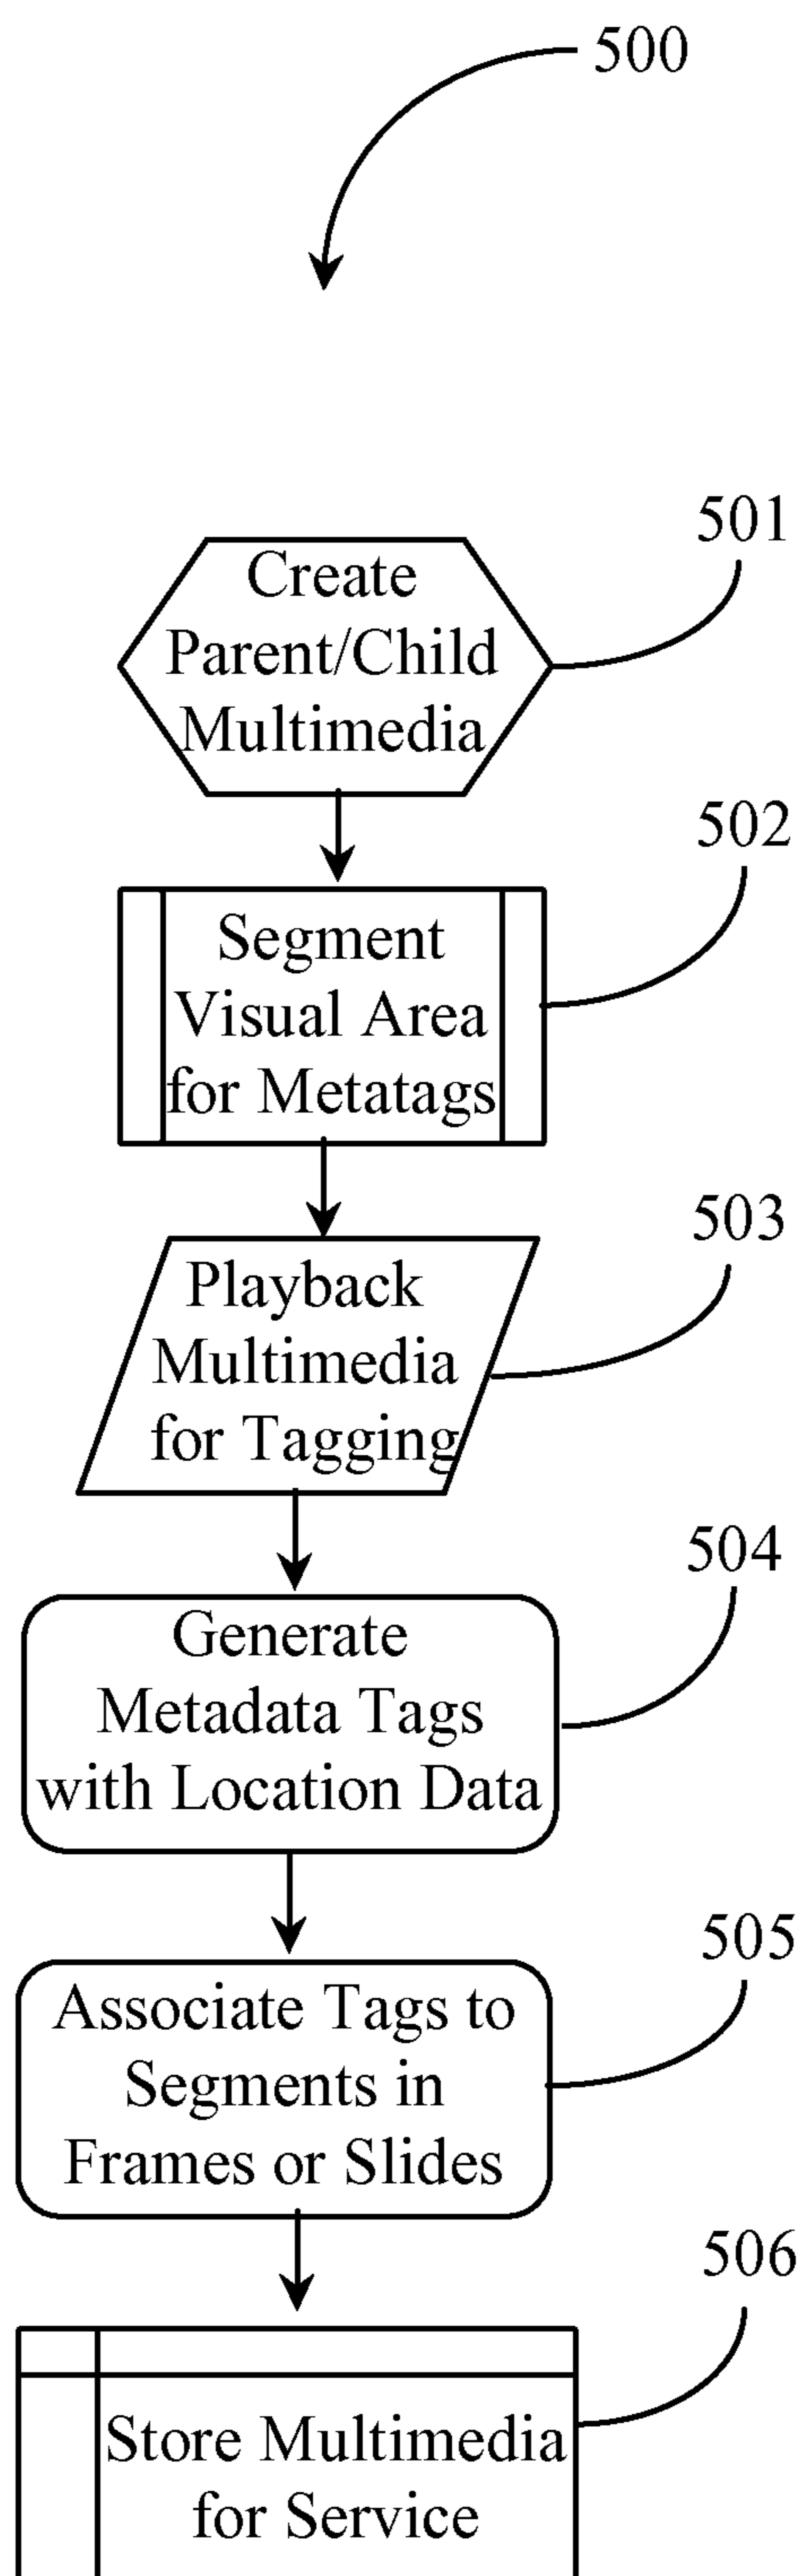 500
501
Create
Parent/Child
Multimedia
502
Segment
Visual Area
for Metatags
503
Playback
Multimedia
for Tagging
504
Generate
Metadata Tags
with Location Data
505
Associate Tags to
Segments in
Frames or Slides
506
Store Multimedia
for Service